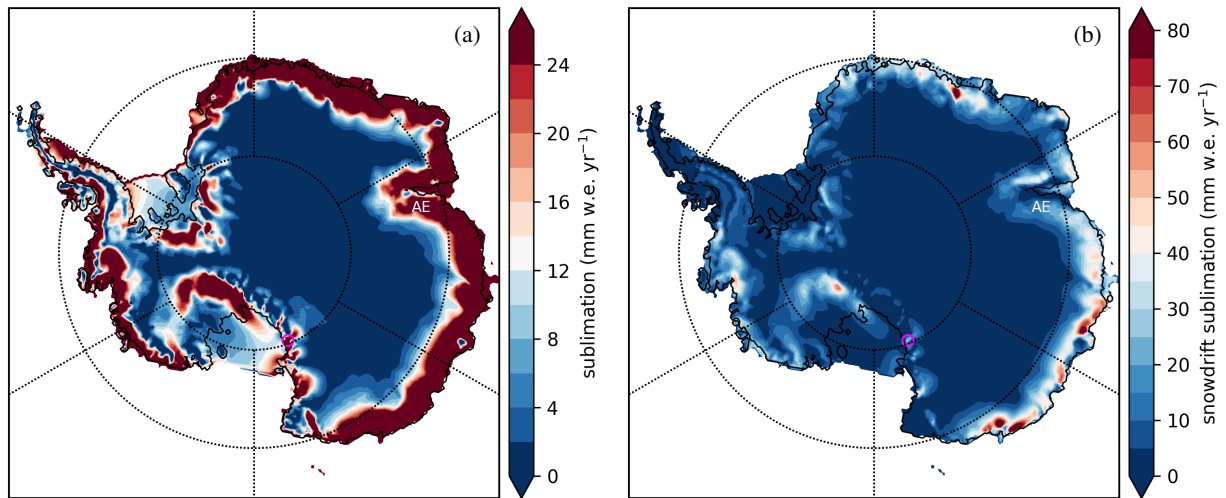 (a)
AE
24
20
16
12
8
4
0
sublimation (mm w.e. yr−1)
(b)
AE
80
70
60
50
40
30
20
10
0
snowdrift sublimation (mm w.e. yr−1)